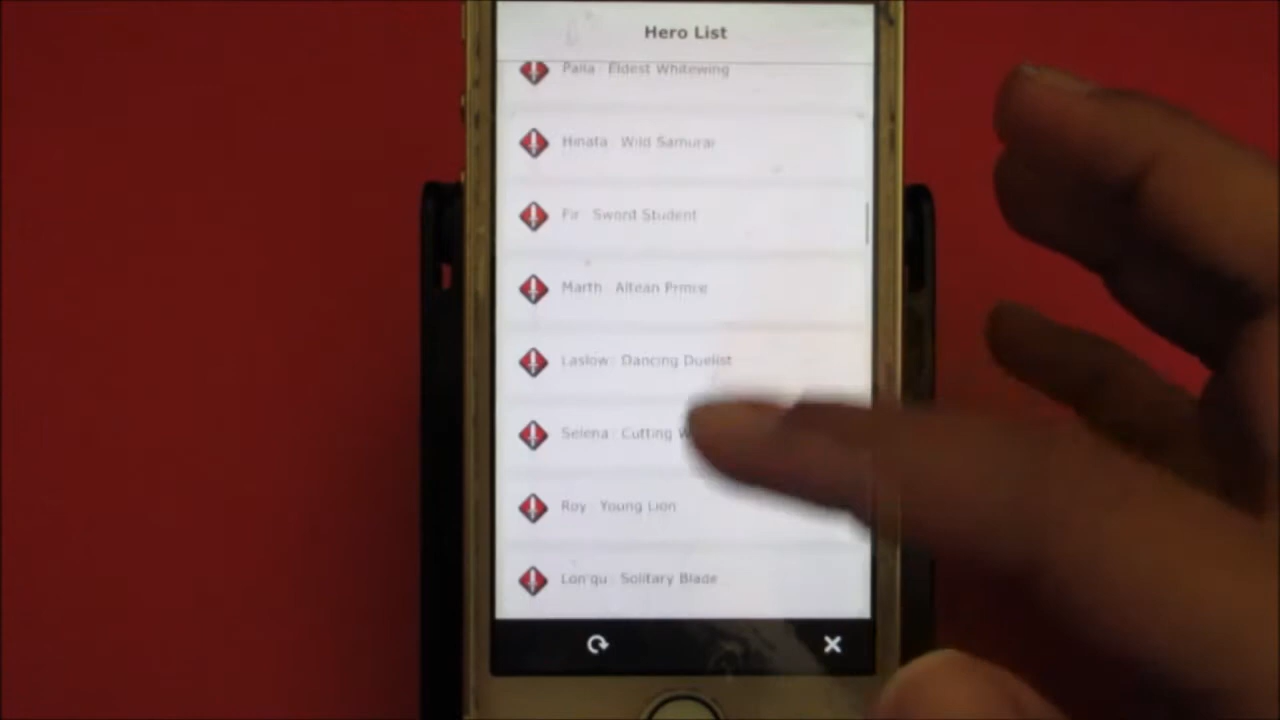 Hero List
Palla : Eldest Whitewing
Hinata : Wild Samurai
Fir : Sword Student
Marth : Altean Prince
Laslow : Dancing Duelist
Selena : Cutting
Roy : Young Lion
Lon'qu : Solitary Blade